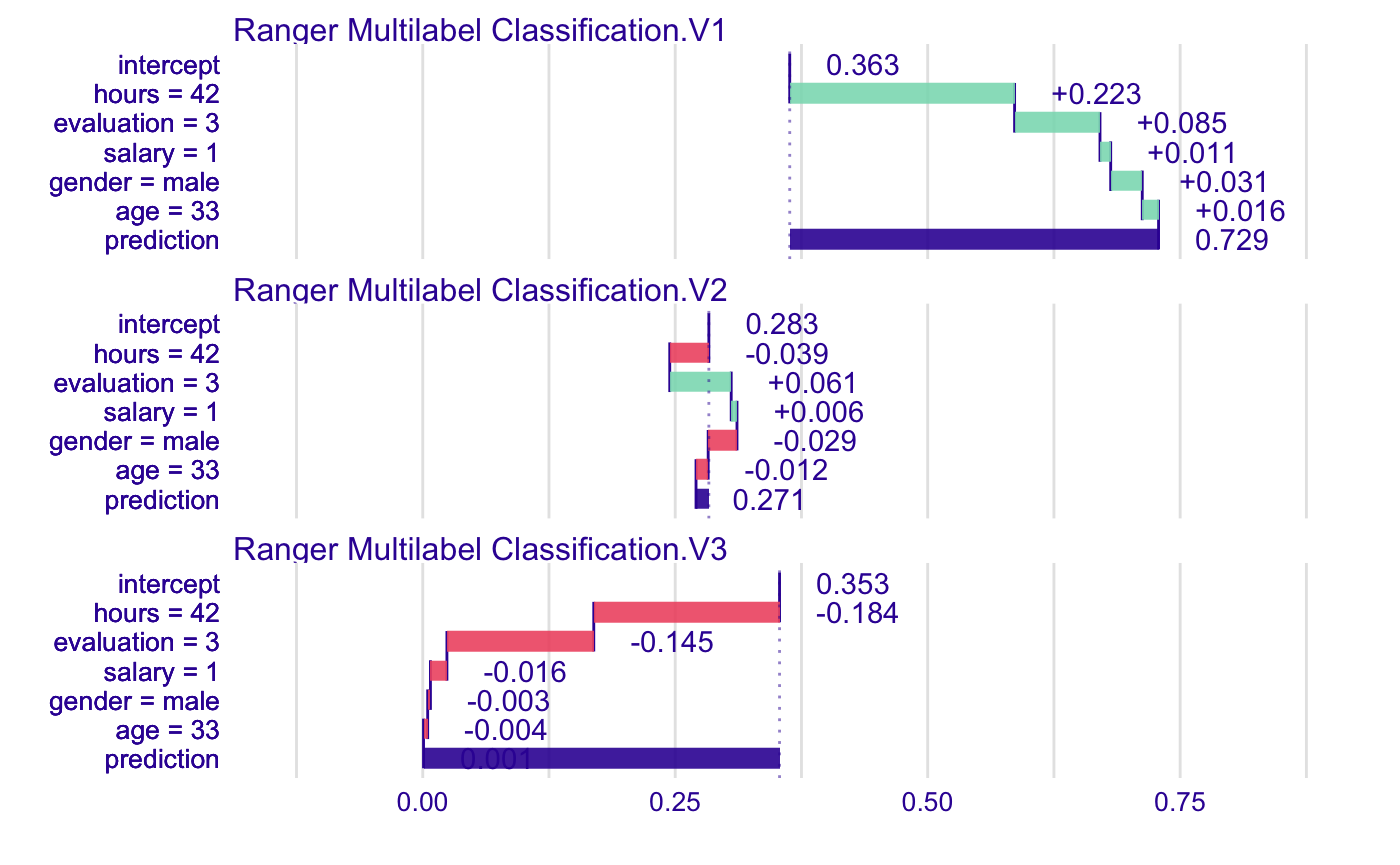 Ranger Multilabel Classification.V1
intercept 0.363
hours = 42 +0.223
evaluation = 3 +0.085
salary = 1 +0.011
gender = male +0.031
age = 33 +0.016
prediction 0.729
Ranger Multilabel Classification.V2
intercept 0.283
hours = 42 -0.039
evaluation = 3 +0.061
salary = 1 +0.006
gender = male -0.029
age = 33 -0.012
prediction 0.271
Ranger Multilabel Classification.V3
intercept 0.353
hours = 42 -0.184
evaluation = 3 -0.145
salary = 1 -0.016
gender = male -0.003
age = 33 -0.004
prediction 0.001
0.00 0.25 0.50 0.75